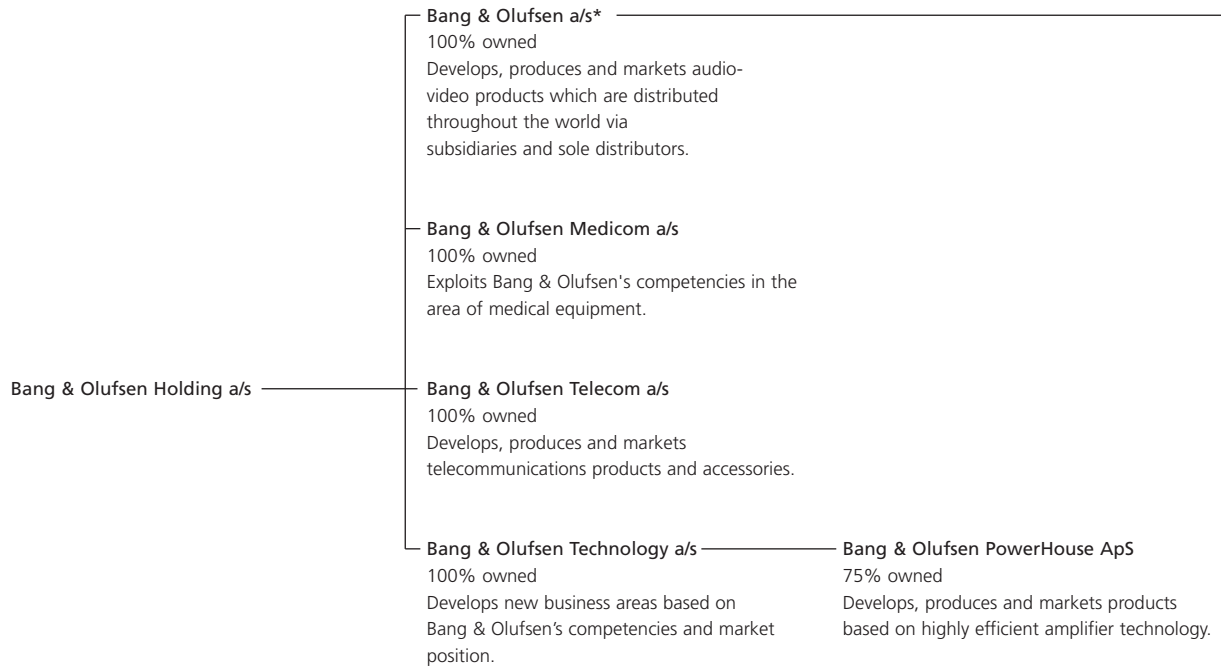 Bang & Olufsen a/s*
100% owned
Develops, produces and markets audio-
video products which are distributed
throughout the world via
subsidiaries and sole distributors.
Bang & Olufsen Medicom a/s
100% owned
Exploits Bang & Olufsen's competencies in the
area of medical equipment.
Bang & Olufsen Holding a/s
Bang & Olufsen Telecom a/s
100% owned
Develops, produces and markets
telecommunications products and accessories.
Bang & Olufsen Technology a/s
100% owned
Develops new business areas based on
Bang & Olufsen’s competencies and market
position.
Bang & Olufsen PowerHouse ApS
75% owned
Develops, produces and markets products
based on highly efficient amplifier technology.